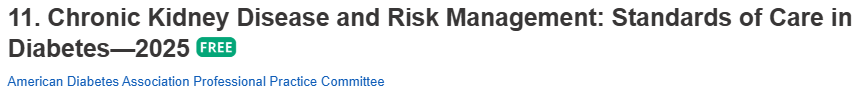 11. Chronic Kidney Disease and Risk Management: Standards of Care in
Diabetes—2025 FREE
American Diabetes Association Professional Practice Committee